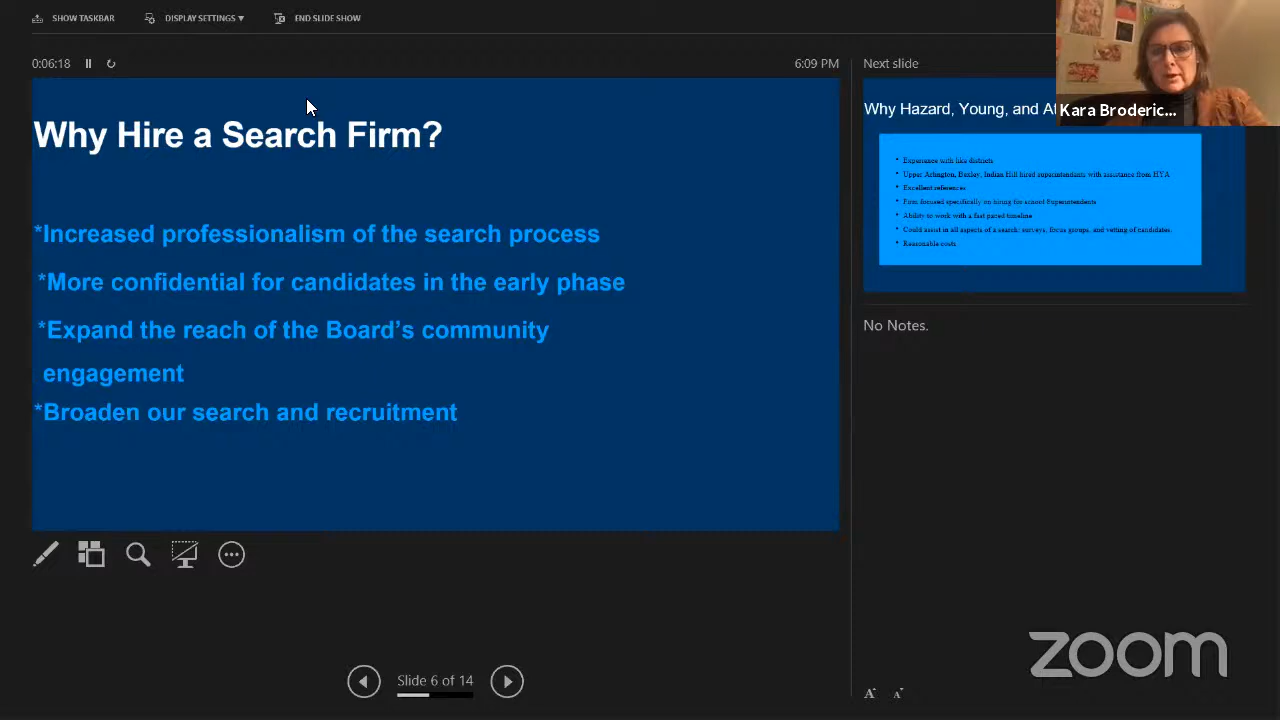 SHOW TASKBAR DISPLAY SETTINGS ▾ END SLIDE SHOW
0:06:18 6:09 PM Next slide
Why Hire a Search Firm?
*Increased professionalism of the search process
*More confidential for candidates in the early phase
*Expand the reach of the Board’s community
engagement
*Broaden our search and recruitment
Why Hazard, Young, and
Kara Broderic...
• Experience with like districts
• Upper Arlington, Bexley, Indian Hill hired superintendents with assistance from HYA
• Excellent references
• Firm focused specifically on hiring for school Superintendents
• Ability to work with a fast paced timeline
• Could assist in all aspects of a search: surveys, focus groups, and vetting of candidates.
• Reasonable costs
No Notes.
Slide 6 of 14
A A
zoom